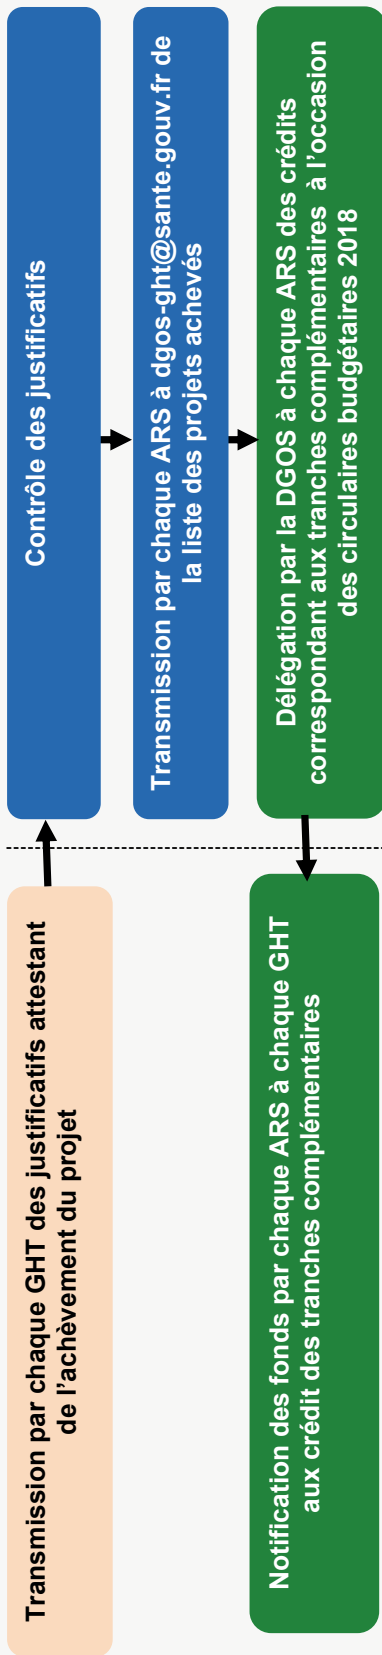 Transmission par chaque GHT des justificatifs attestant
de l'achèvement du projet
Contrôle des justificatifs
Transmission par chaque ARS à dgos-ght@sante.gouv.fr de
la liste des projets achevés
Délégation par la DGOS à chaque ARS des crédits
correspondant aux tranches complémentaires à l'occasion
des circulaires budgétaires 2018
Notification des fonds par chaque ARS à chaque GHT
aux crédit des tranches complémentaires